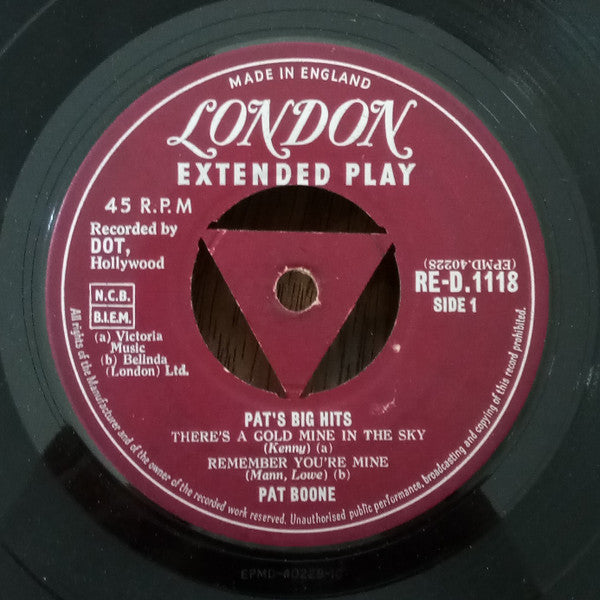 MADE IN ENGLAND
LONDON
EXTENDED PLAY
45 R.P.M
Recorded by
DOT,
Hollywood
(EPMD.40228)
RE-D.1118
SIDE 1
N.C.B.
B.I.E.M.
(a) Victoria
Music
(b) Belinda
(London) Ltd.
PAT'S BIG HITS
THERE'S A GOLD MINE IN THE SKY
(Kenny) (a)
REMEMBER YOU'RE MINE
(Mann, Lowe) (b)
PAT BOONE
All rights of the Manufacturer and of the owner of the recorded work reserved. Unauthorised public performance, broadcasting and copying of this record prohibited.